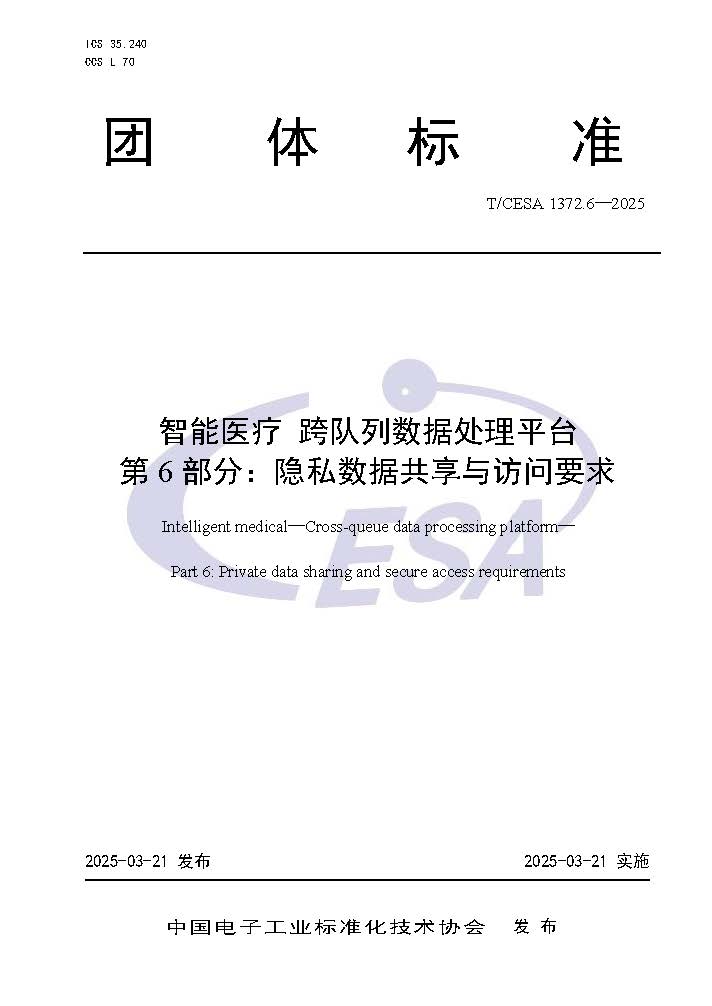 ICS 35.240
CCS L 70
团 体 标 准
T/CESA 1372.6—2025
智能医疗 跨队列数据处理平台
第 6 部分：隐私数据共享与访问要求
Intelligent medical—Cross-queue data processing platform—
Part 6: Private data sharing and secure access requirements
CESA
2025-03-21 发布
2025-03-21 实施
中国电子工业标准化技术协会 发 布